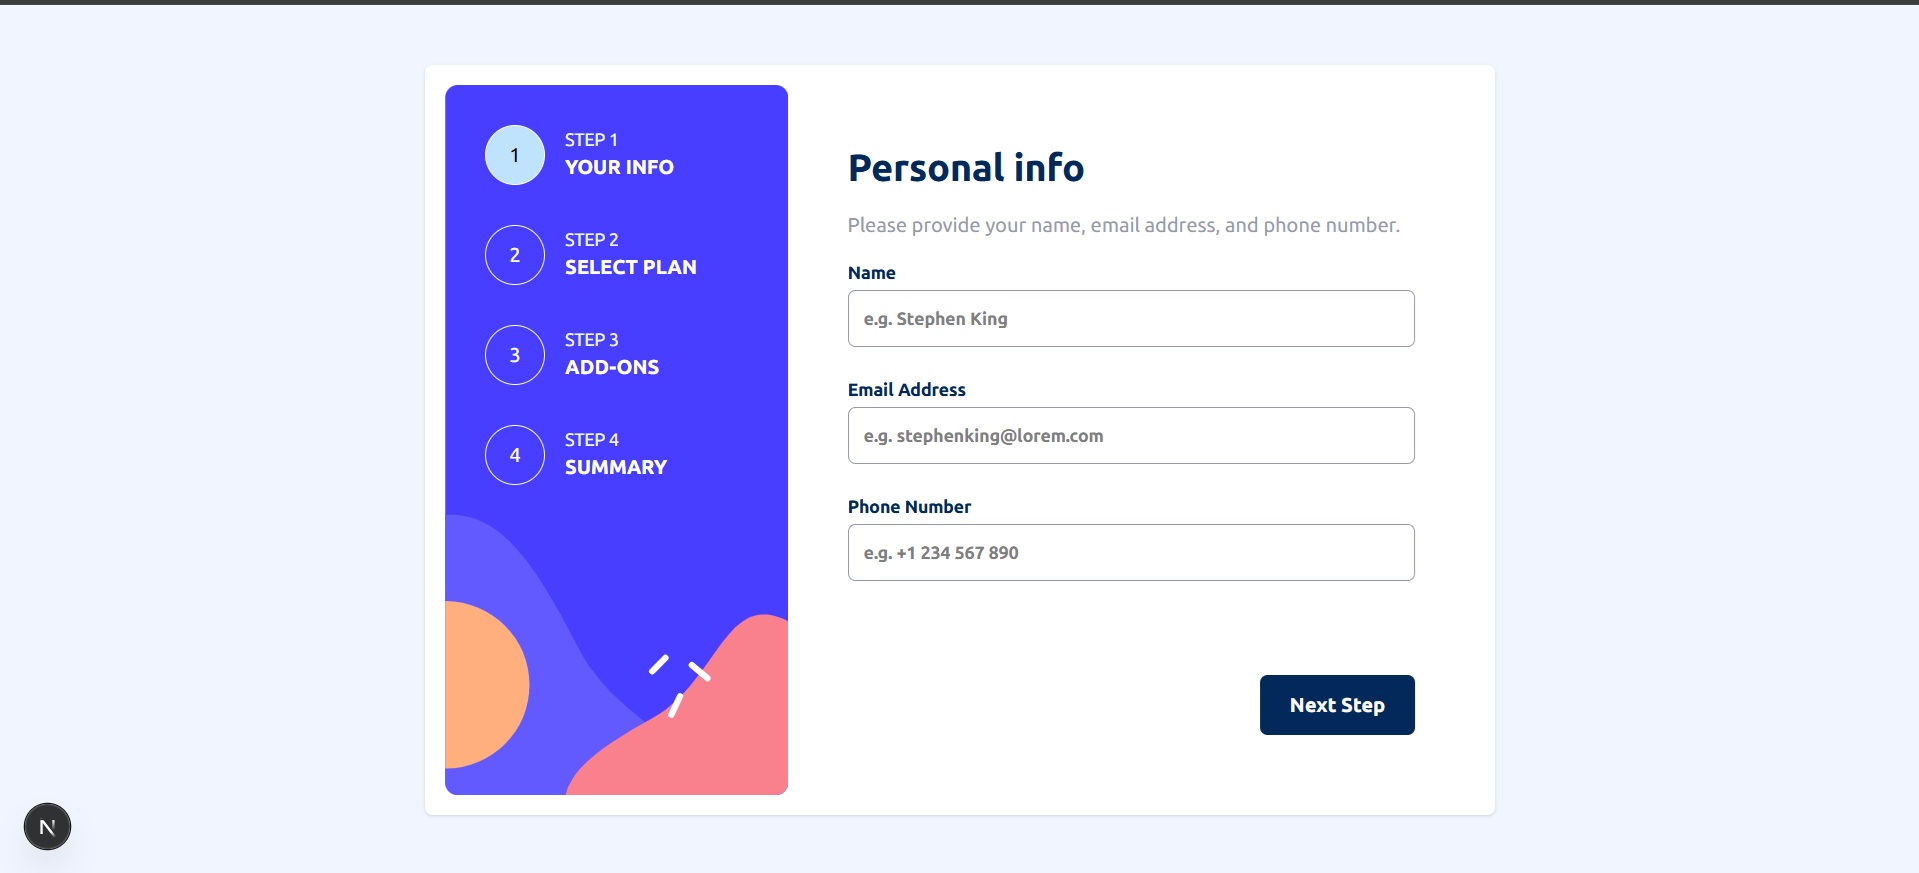 1
STEP 1
YOUR INFO
2
STEP 2
SELECT PLAN
3
STEP 3
ADD-ONS
4
STEP 4
SUMMARY
Personal info
Please provide your name, email address, and phone number.
Name
e.g. Stephen King
Email Address
e.g. stephenking@lorem.com
Phone Number
e.g. +1 234 567 890
Next Step
N